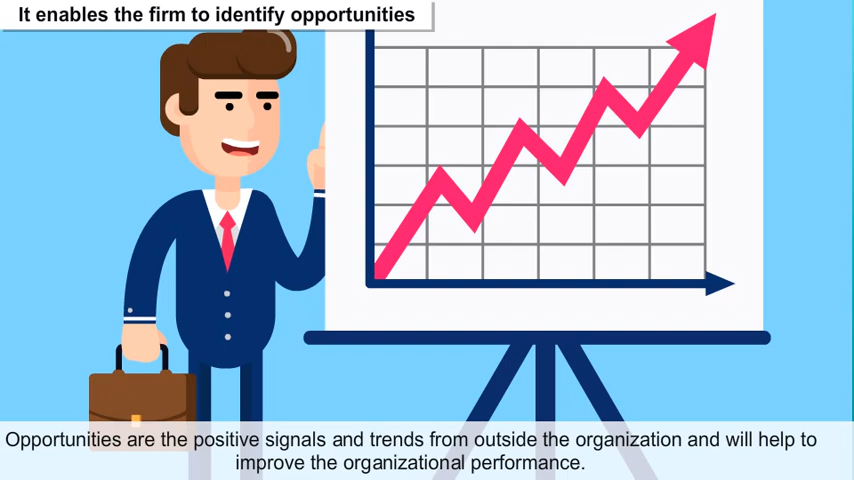 It enables the firm to identify opportunities
Opportunities are the positive signals and trends from outside the organization and will help to
improve the organizational performance.